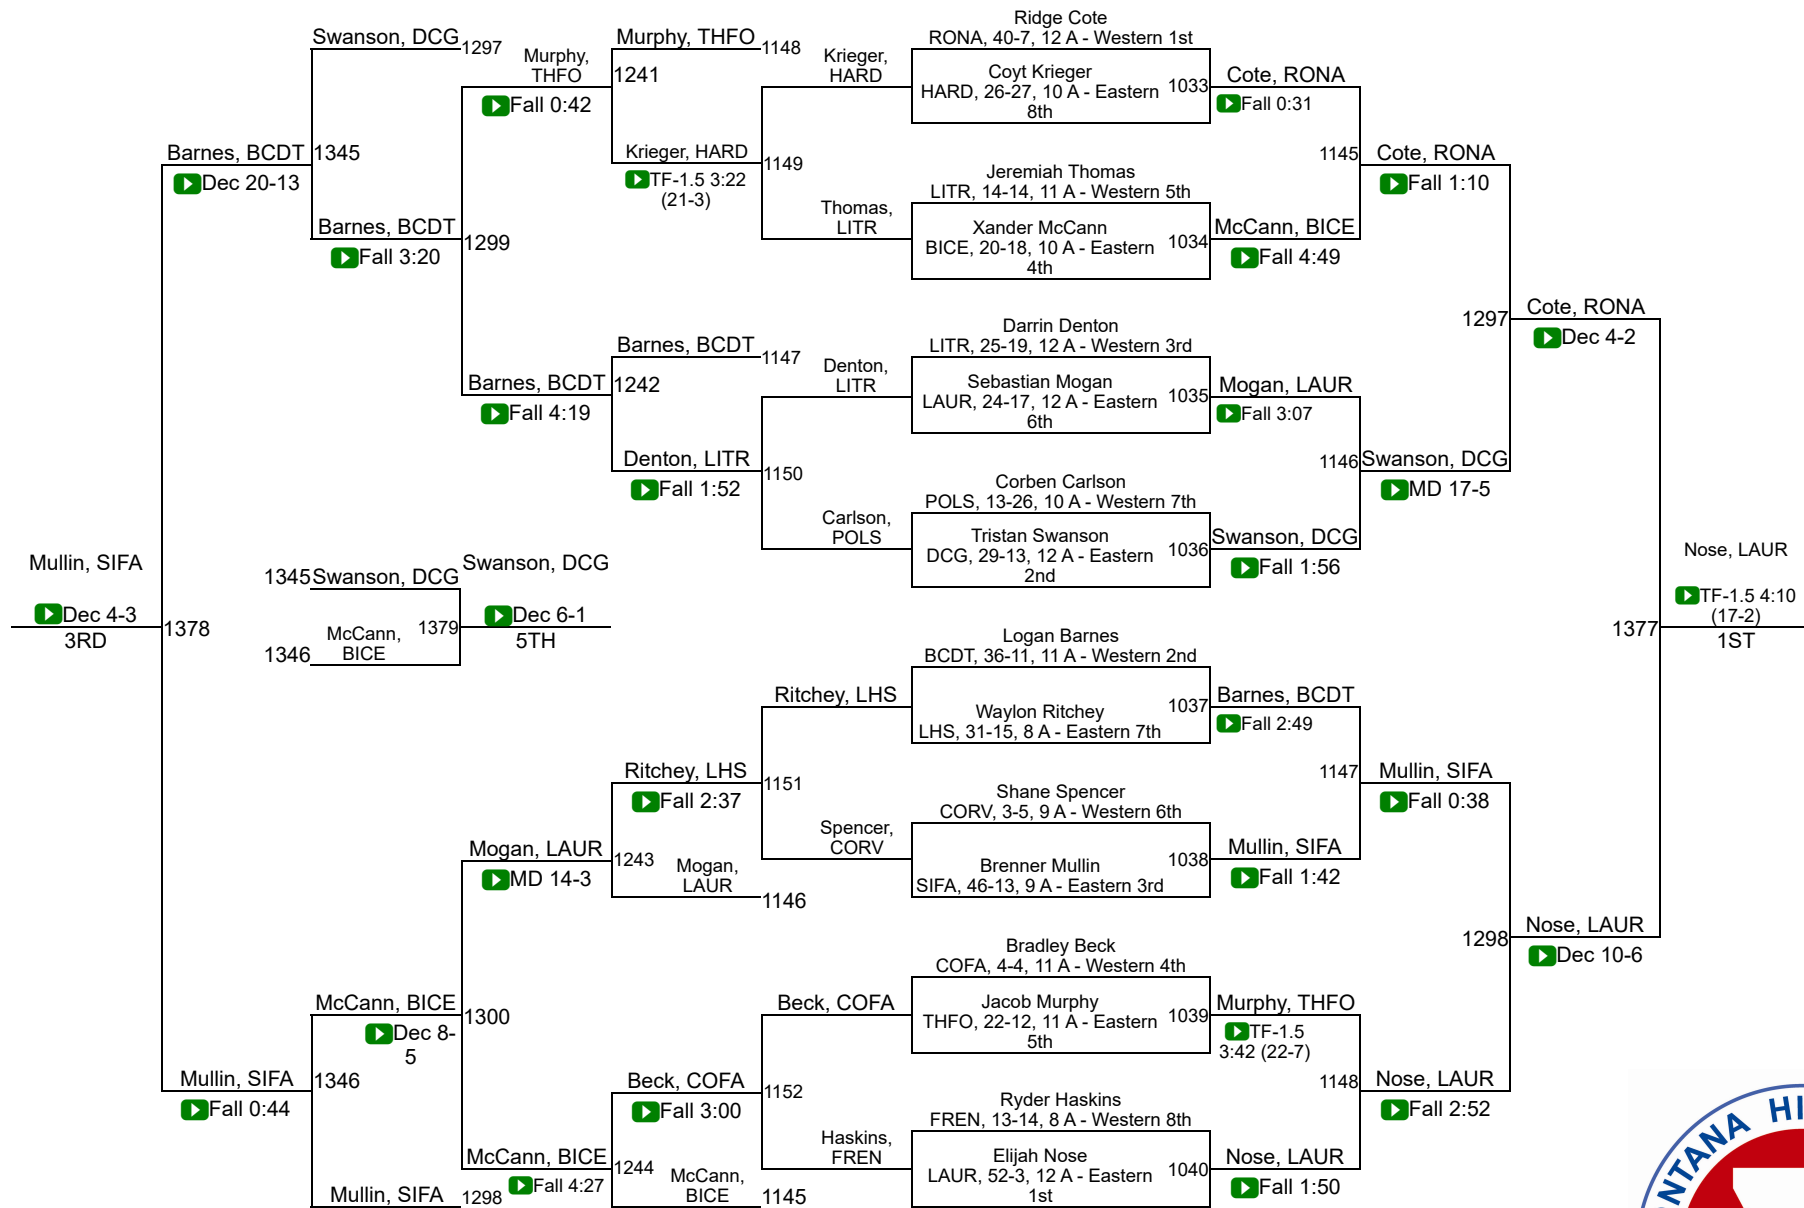 Ridge Cote
RONA, 40-7, 12 A - Western 1st
Swanson, DCG 1297
Murphy, THFO 1148
Murphy,
THFO
1241
Krieger,
HARD
Coyt Krieger
HARD, 26-27, 10 A - Eastern
8th
1033
Cote, RONA
Fall 0:31
Fall 0:42
Barnes, BCDT 1345
Dec 20-13
Krieger, HARD
TF-1.5 3:22
(21-3)
1149
1145
Cote, RONA
Fall 1:10
Jeremiah Thomas
LITR, 14-14, 11 A - Western 5th
Thomas,
LITR
Xander McCann
BICE, 20-18, 10 A - Eastern
4th
1034
McCann, BICE
Fall 4:49
Barnes, BCDT
Fall 3:20
1299
Cote, RONA
Dec 4-2
1297
Darrin Denton
LITR, 25-19, 12 A - Western 3rd
Barnes, BCDT 1147
Denton,
LITR
Barnes, BCDT 1242
Fall 4:19
Sebastian Mogan
LAUR, 24-17, 12 A - Eastern
6th
1035
Mogan, LAUR
Fall 3:07
Denton, LITR
Fall 1:52
1150
1146
Swanson, DCG
MD 17-5
Corben Carlson
POLS, 13-26, 10 A - Western 7th
Carlson,
POLS
Tristan Swanson
DCG, 29-13, 12 A - Eastern
2nd
1036
Swanson, DCG
Fall 1:56
Mullin, SIFA
Dec 4-3
3RD
1378
1345 Swanson, DCG
Swanson, DCG
1346
McCann,
BICE
1379
Dec 6-1
5TH
Nose, LAUR
TF-1.5 4:10
(17-2)
1377
1ST
Logan Barnes
BCDT, 36-11, 11 A - Western 2nd
Ritchey, LHS
Waylon Ritchey
LHS, 31-15, 8 A - Eastern 7th
1037
Barnes, BCDT
Fall 2:49
Ritchey, LHS
Fall 2:37
1151
1147
Mullin, SIFA
Fall 0:38
Shane Spencer
CORV, 3-5, 9 A - Western 6th
Spencer,
CORV
Brenner Mullin
SIFA, 46-13, 9 A - Eastern 3rd
1038
Mullin, SIFA
Fall 1:42
Mogan, LAUR
MD 14-3
1243
Mogan,
LAUR
1146
1298
Nose, LAUR
Dec 10-6
Bradley Beck
COFA, 4-4, 11 A - Western 4th
McCann, BICE
Dec 8-
5
1300
Beck, COFA
Jacob Murphy
THFO, 22-12, 11 A - Eastern
5th
1039
Murphy, THFO
TF-1.5
3:42 (22-7)
Mullin, SIFA
Fall 0:44
1346
Beck, COFA
Fall 3:00
1152
1148
Nose, LAUR
Fall 2:52
Ryder Haskins
FREN, 13-14, 8 A - Western 8th
Haskins,
FREN
Elijah Nose
LAUR, 52-3, 12 A - Eastern
1st
1040
Nose, LAUR
Fall 1:50
McCann, BICE
Fall 4:27
1244
McCann,
BICE
1145
Mullin, SIFA
1298